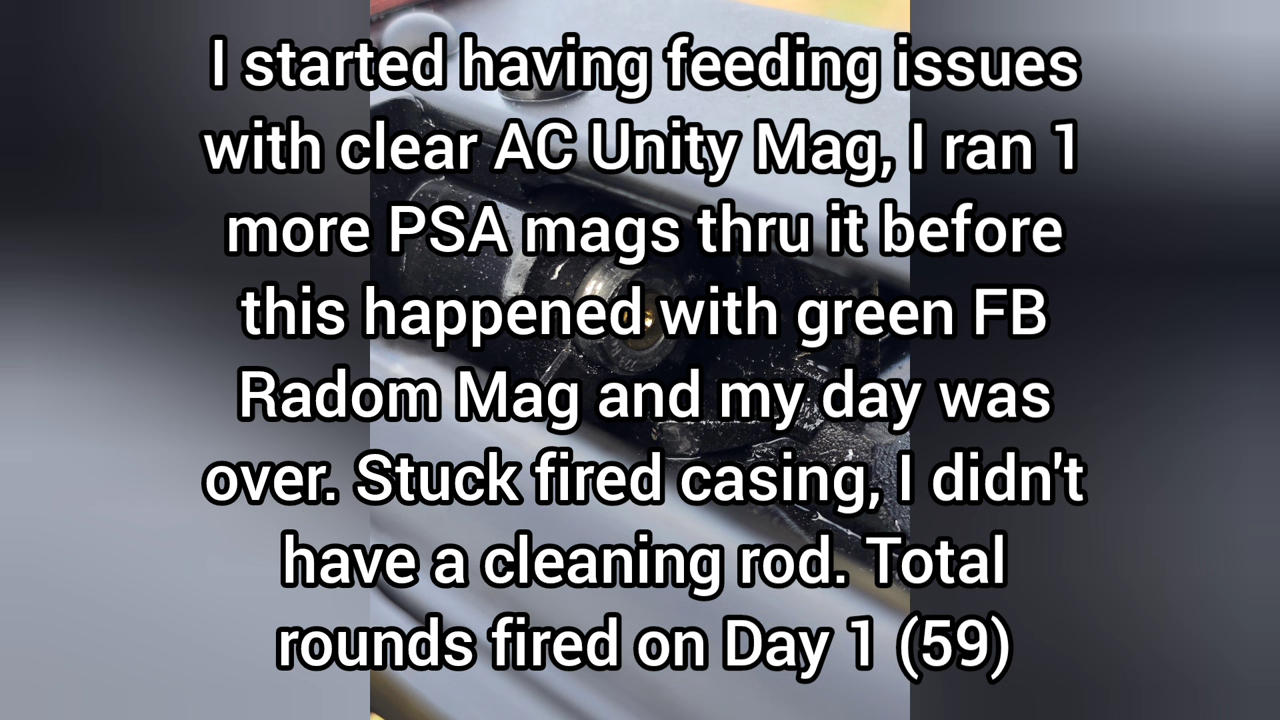 I started having feeding issues
with clear AC Unity Mag, I ran 1
more PSA mags thru it before
this happened with green FB
Radom Mag and my day was
over. Stuck fired casing, I didn't
have a cleaning rod. Total
rounds fired on Day 1 (59)